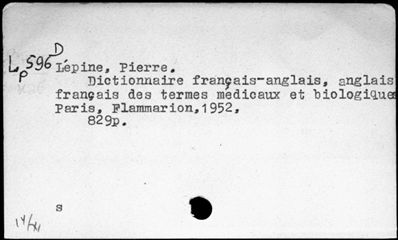 D
L 596
p
Lépine, Pierre.
Dictionnaire français-anglais, anglais
français des termes médicaux et biologiques
Paris, Flammarion,1952,
829p.
s